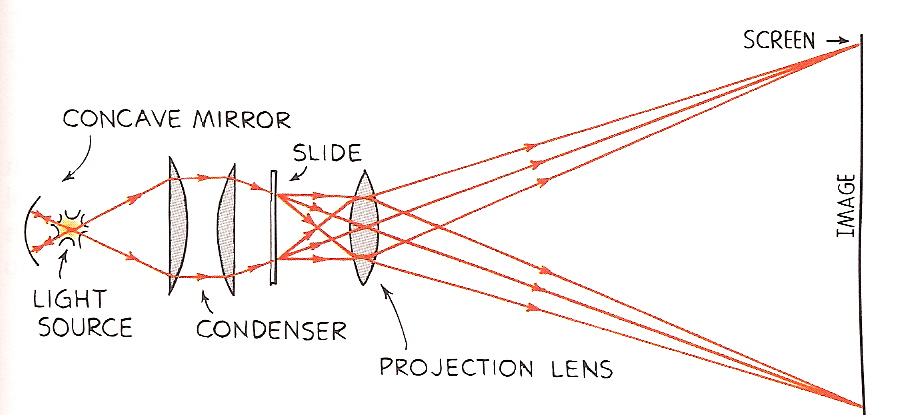 SCREEN →
CONCAVE MIRROR
SLIDE
IMAGE
LIGHT
SOURCE
CONDENSER
PROJECTION LENS